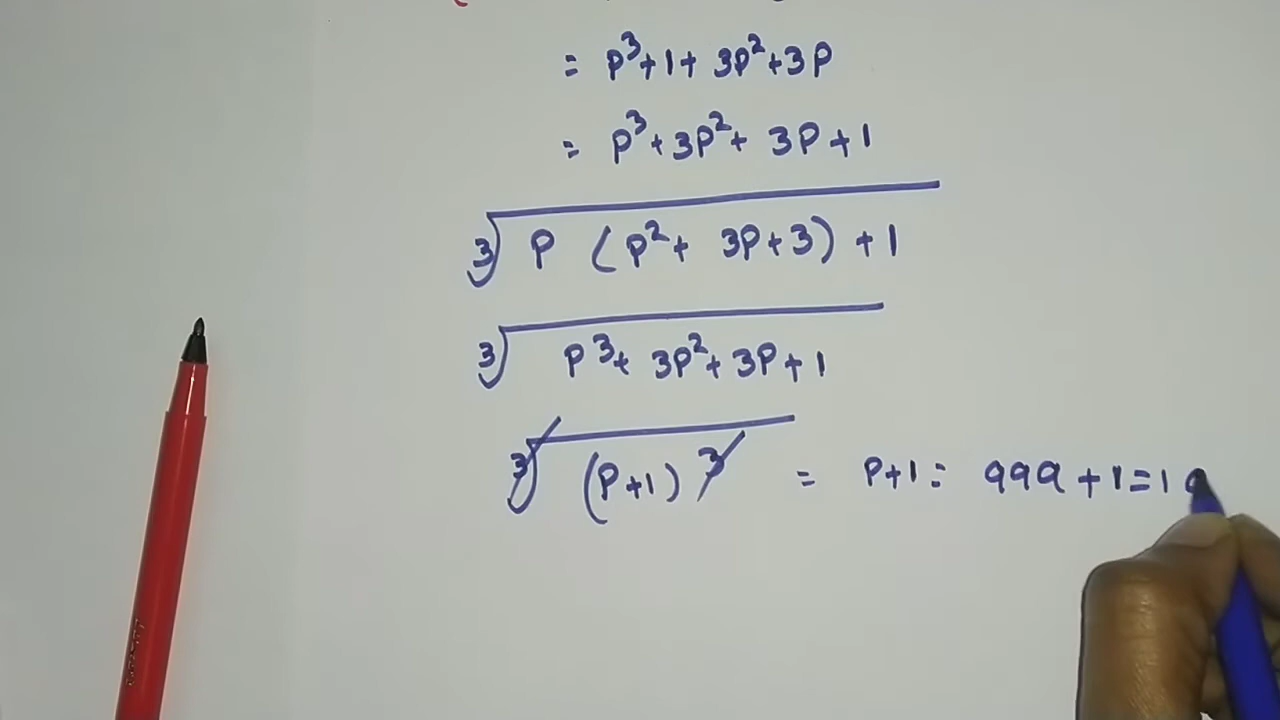 = p³+1+ 3p²+3p
= p³+3p²+ 3p+1
∛p (p²+ 3p+3) +1
∛p³+ 3p²+3p+1
∛(p+1)³ = p+1= 999+1=1